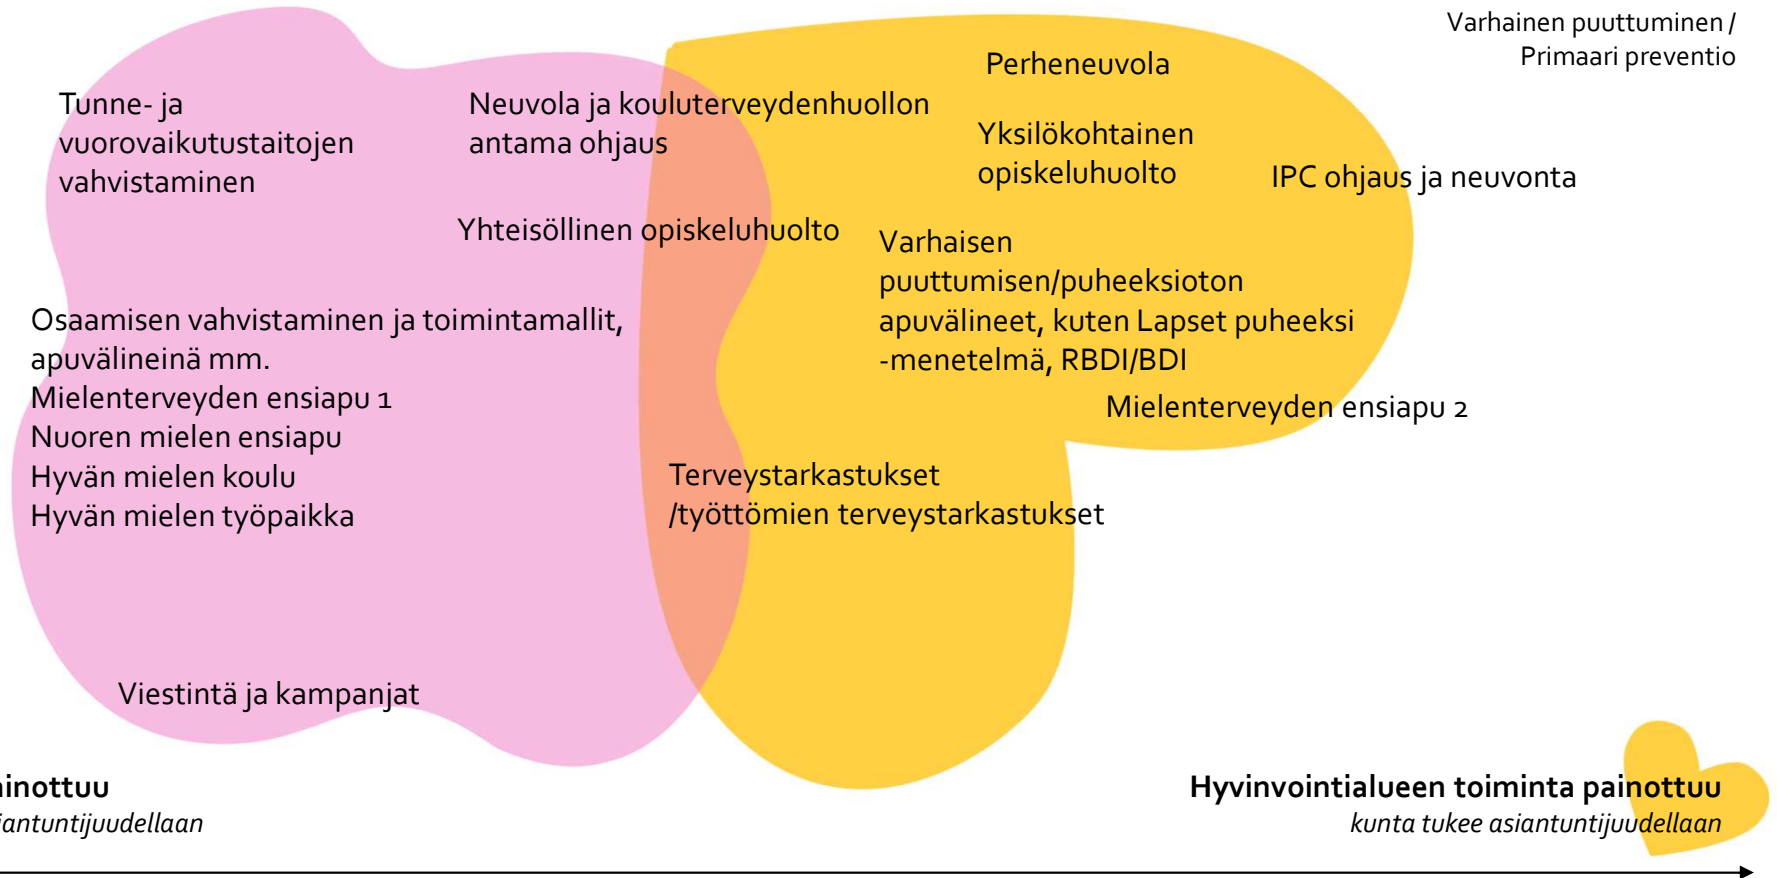 Varhainen puuttuminen /
Primaari preventio
Perheneuvola
Tunne- ja
vuorovaikutustaitojen
vahvistaminen
Neuvola ja kouluterveydenhuollon
antama ohjaus
Yksilökohtainen
opiskeluhuolto
IPC ohjaus ja neuvonta
Yhteisöllinen opiskeluhuolto
Varhaisen
puuttumisen/puheeksioton
apuvälineet, kuten Lapset puheeksi
-menetelmä, RBDI/BDI
Osaamisen vahvistaminen ja toimintamallit,
apuvälineinä mm.
Mielenterveyden ensiapu 1
Nuoren mielen ensiapu
Hyvän mielen koulu
Hyvän mielen työpaikka
Mielenterveyden ensiapu 2
Terveystarkastukset
/työttömien terveystarkastukset
Viestintä ja kampanjat
ainottuu
iantuntijuudellaan
Hyvinvointialueen toiminta painottuu
kunta tukee asiantuntijuudellaan